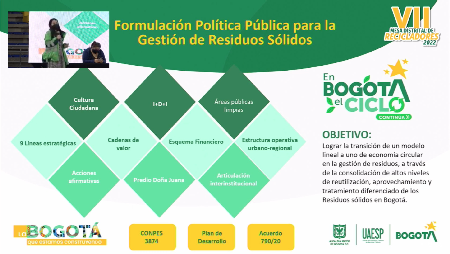 Formulación Política Pública para la
Gestión de Residuos Sólidos
VII
MESA DISTRITAL DE
RECICLADORES
2022
Cultura
Ciudadana
I+D+I
Áreas públicas
limpias
9 Líneas estratégicas
Cadenas de
valor
Esquema Financiero
Estructura operativa
urbano-regional
Acciones
afirmativas
Predio Doña Juana
Articulación
Interinstitucional
En
BOGOTÁ
el CICLO
CONTINÚA
OBJETIVO:
Lograr la transición de un modelo
lineal a uno de economía circular
en la gestión de residuos, a través
de la consolidación de altos niveles
de reutilización, aprovechamiento y
tratamiento diferenciado de los
Residuos sólidos en Bogotá.
BOGOTÁ
que estamos construyendo
CONPES
3874
Plan de
Desarrollo
Acuerdo
790/20
UAESP
BOGOTÁ